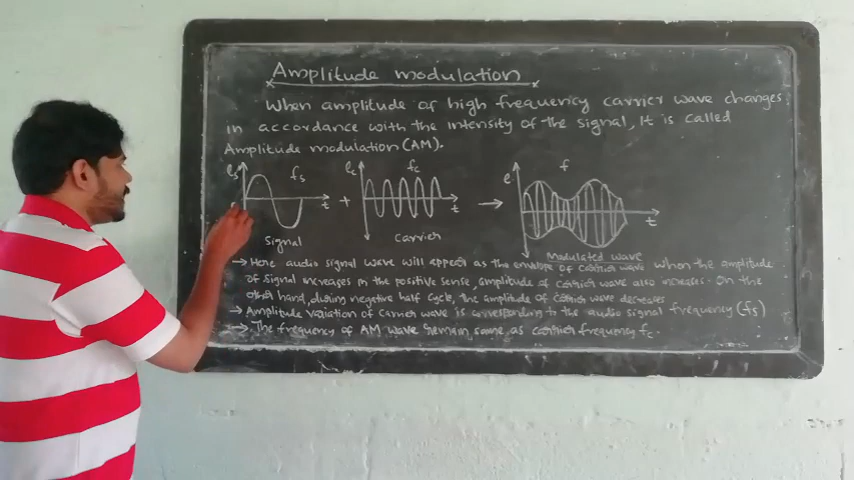 Amplitude modulation
When amplitude of high frequency carrier wave changes
in accordance with the intensity of the signal, It is called
Amplitude modulation (AM).
es fs t + ec fc t → e f t
Signal Carrier Modulated wave
→ Here audio signal wave will appear as the envelope of carrier wave when the amplitude
of signal increases in the positive sense, amplitude of carrier wave also increases. On the
other hand, during negative half cycle, the amplitude of carrier wave decreases
→ Amplitude variation of carrier wave is corresponding to the audio signal frequency (fs)
→ The frequency of AM wave remain same as carrier frequency fc.